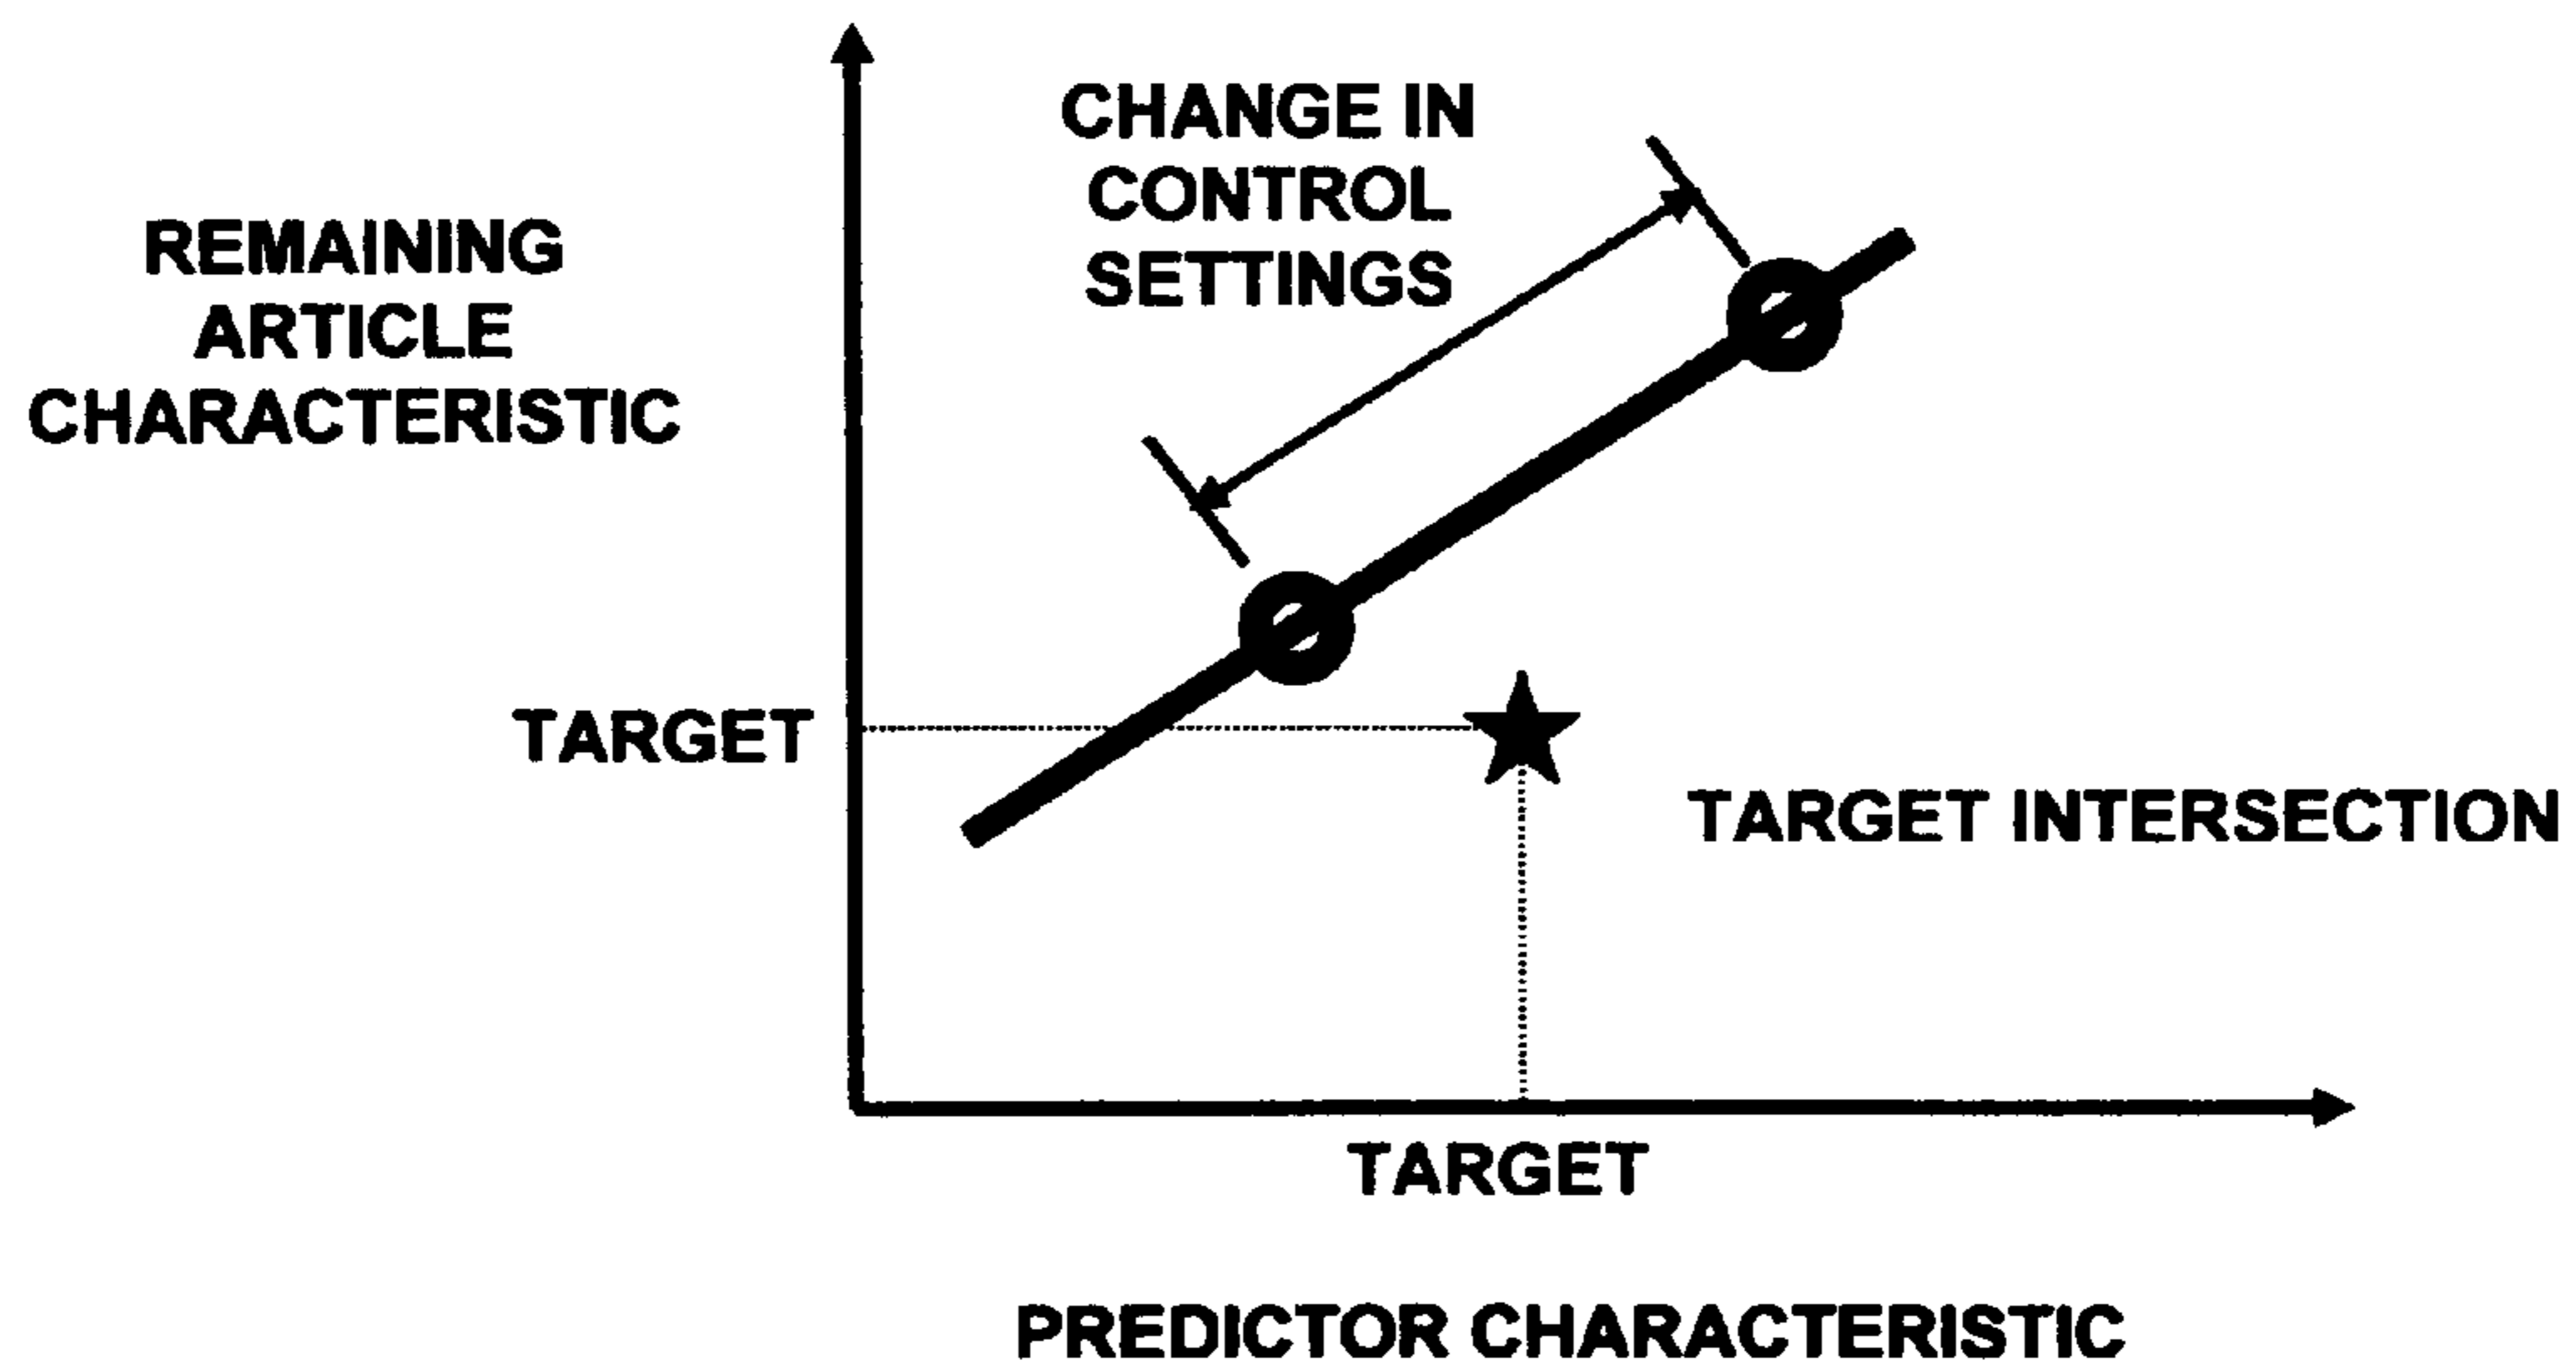 CHANGE IN
CONTROL
SETTINGS
REMAINING
ARTICLE
CHARACTERISTIC
TARGET
TARGET INTERSECTION
TARGET
PREDICTOR CHARACTERISTIC